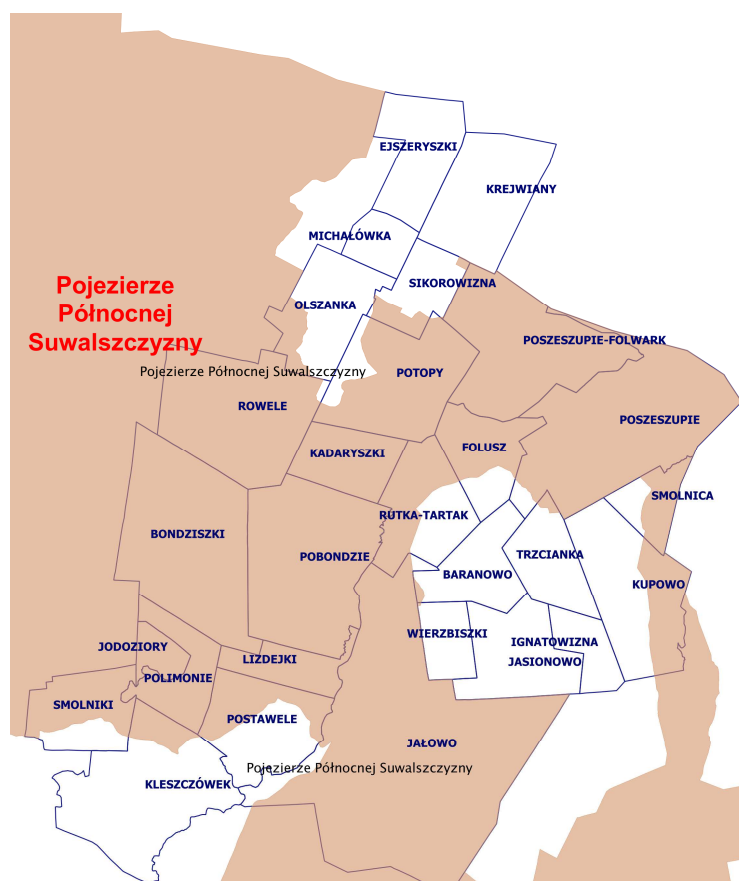 EJSZERYSZKI
KREJWIANY
MICHAŁÓWKA
SIKOROWIZNA
Pojezierze
Północnej
Suwalszczyzny
OLSZANKA
POSZESZUPIE-FOLWARK
Pojezierze Północnej Suwalszczyzny
POTOPY
ROWELE
POSZESZUPIE
FOLUSZ
KADARYSZKI
SMOLNICA
RUTKA-TARTAK
BONDZISZKI
POBONDZIE
TRZCIANKA
BARANOWO
KUPOWO
WIERZBISZKI
IGNATOWIZNA
JODOZIORY
LIZDEJKI
JASIONOWO
POLIMONIE
SMOLNIKI
POSTAWELE
JAŁOWO
Pojezierze Północnej Suwalszczyzny
KLESZCZÓWEK